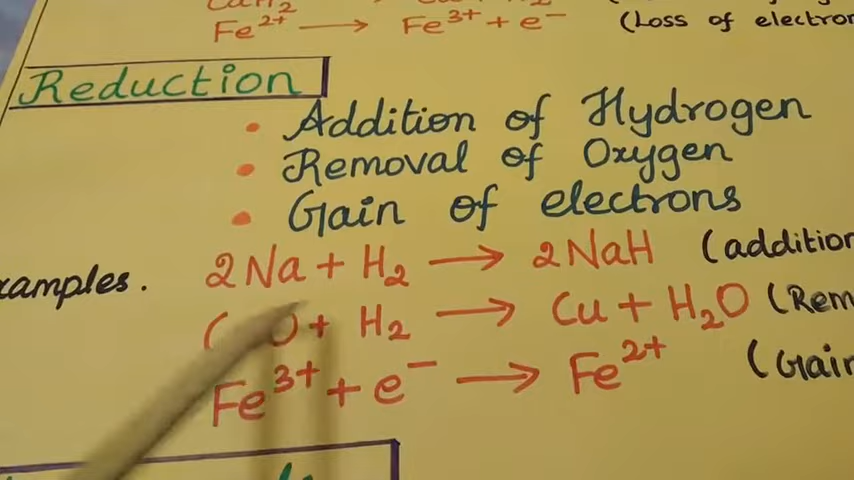 Fe²⁺ → Fe³⁺ + e⁻ (Loss of electron
Reduction
• Addition of Hydrogen
• Removal of Oxygen
• Gain of electrons
xamples. 2Na + H₂ → 2NaH (addition
O + H₂ → Cu + H₂O (Rem
Fe³⁺ + e⁻ → Fe²⁺ (Gain